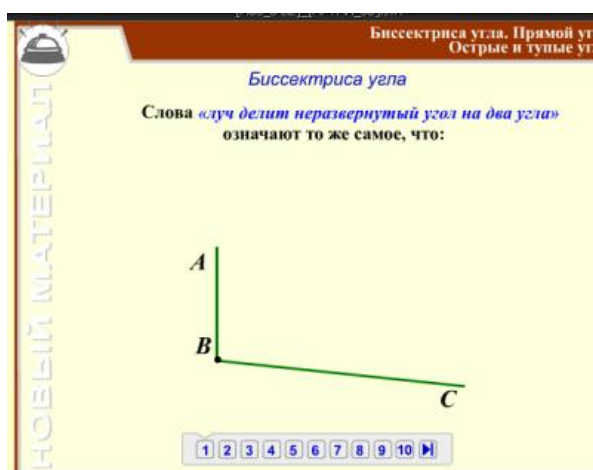 Биссектриса угла. Прямой уг
Острые и тупые уг
Биссектриса угла
Слова «луч делит неразвернутый угол на два угла»
означают то же самое, что:
НОВЫЙ МАТЕРИАЛ
A
B
C
1 2 3 4 5 6 7 8 9 10